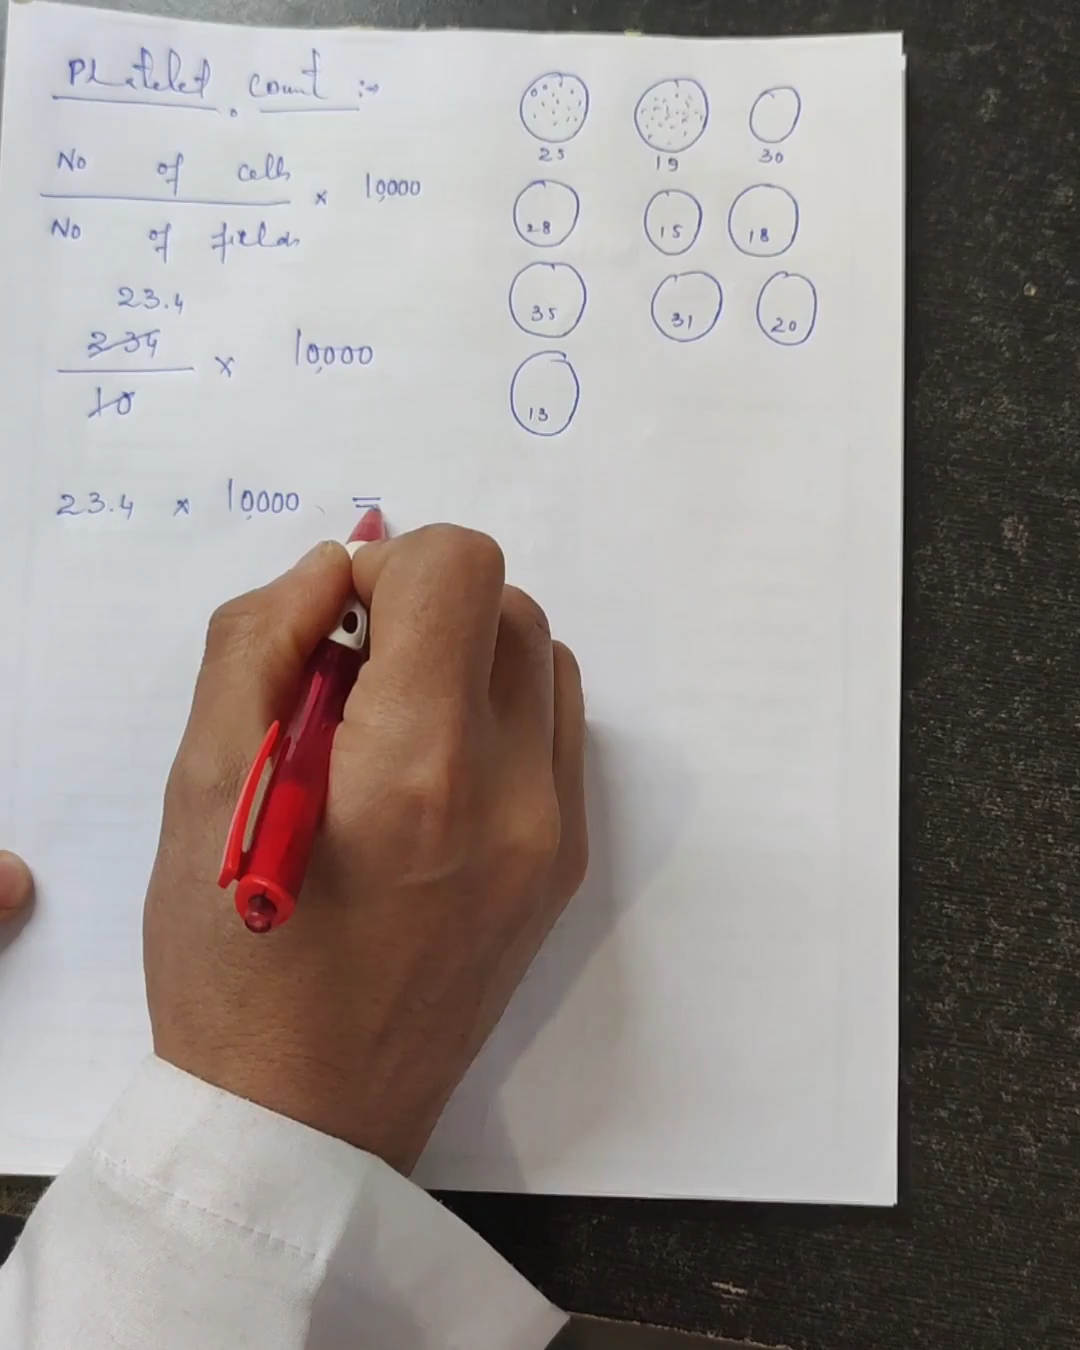 Platelet count :-
No of cells × 10,000
No of fields
23.4
234 × 10,000
10
23.4 × 10,000 =
25 19 30
28 15 18
35 31 20
13